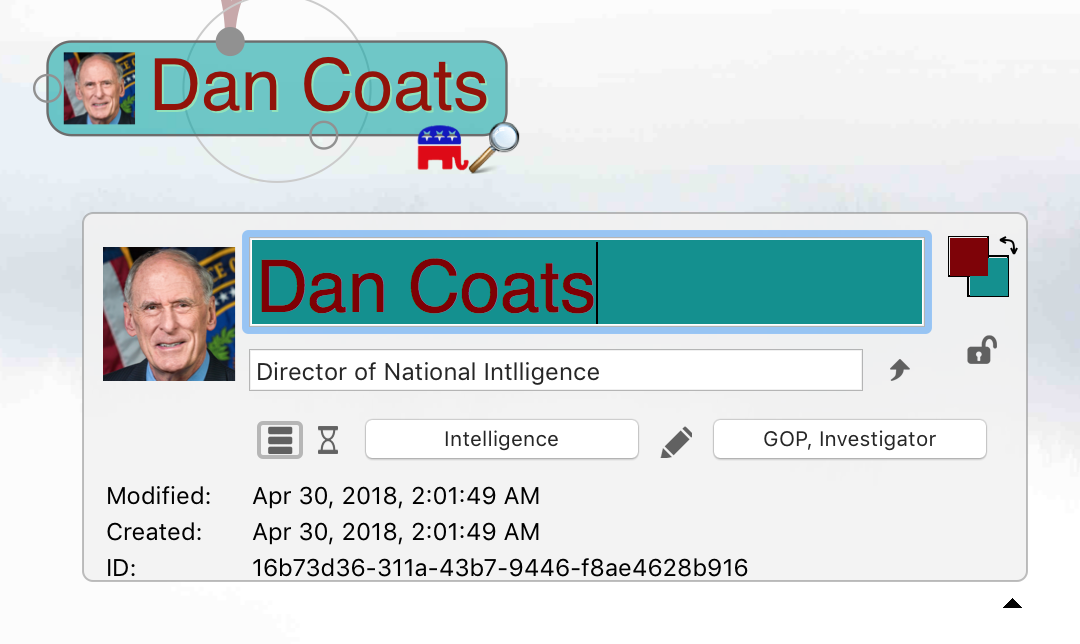 Dan Coats
Dan Coats
Director of National Intlligence
Intelligence
GOP, Investigator
Modified: Apr 30, 2018, 2:01:49 AM
Created: Apr 30, 2018, 2:01:49 AM
ID: 16b73d36-311a-43b7-9446-f8ae4628b916